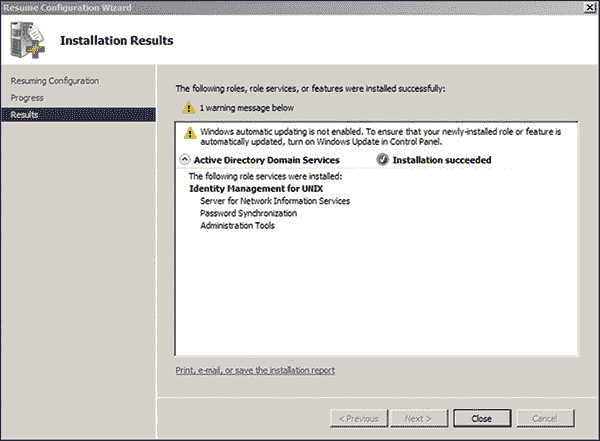 Resume Configuration Wizard
Installation Results
Resuming Configuration
Progress
Results
The following roles, role services, or features were installed successfully:
1 warning message below
Windows automatic updating is not enabled. To ensure that your newly-installed role or feature is
automatically updated, turn on Windows Update in Control Panel.
Active Directory Domain Services Installation succeeded
The following role services were installed:
Identity Management for UNIX
Server for Network Information Services
Password Synchronization
Administration Tools
Print, e-mail, or save the installation report
< Previous Next > Close Cancel